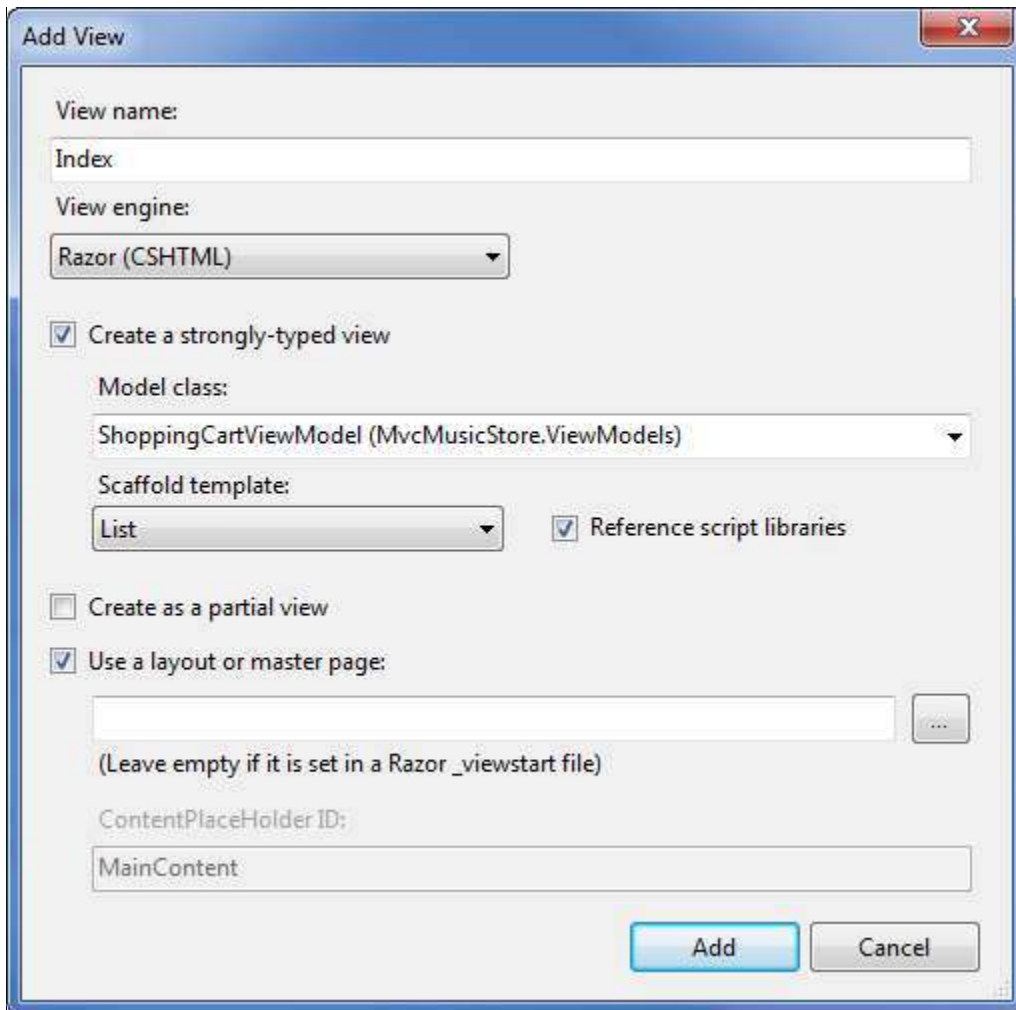 Add View
View name:
Index
View engine:
Razor (CSHTML)
Create a strongly-typed view
Model class:
ShoppingCartViewModel (MvcMusicStore.ViewModels)
Scaffold template:
List
Reference script libraries
Create as a partial view
Use a layout or master page:
...
(Leave empty if it is set in a Razor _viewstart file)
ContentPlaceHolder ID:
MainContent
Add
Cancel